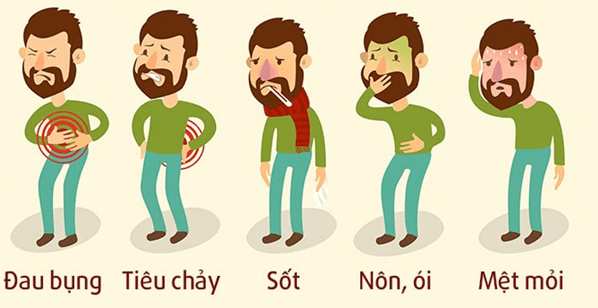 Đau bụng Tiêu chảy Sốt Nôn, ói Mệt mỏi